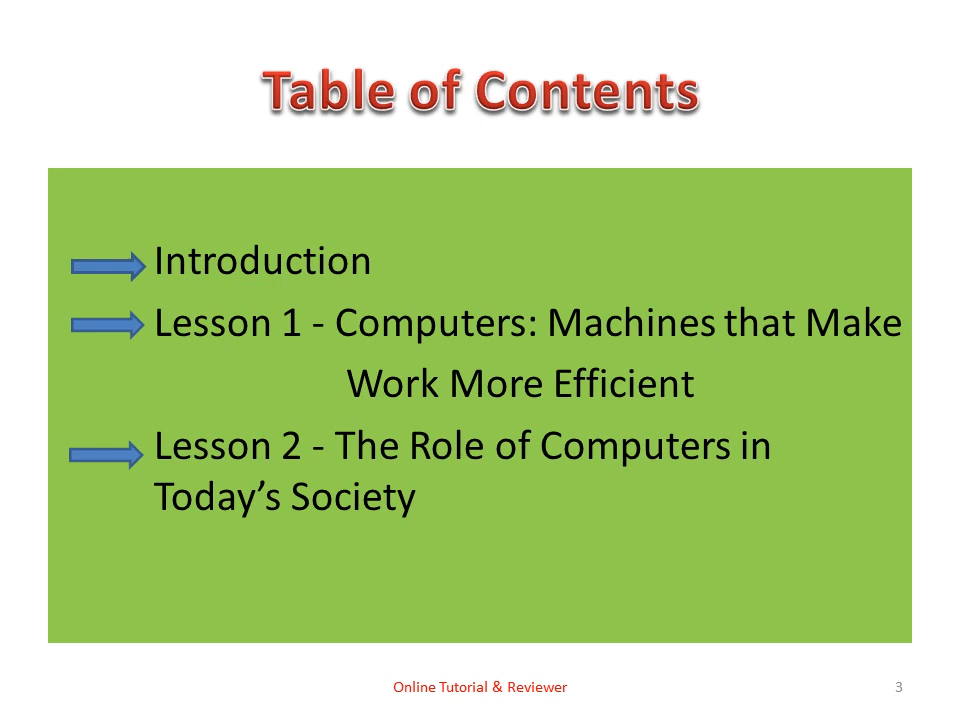 Table of Contents
Introduction
Lesson 1 - Computers: Machines that Make
Work More Efficient
Lesson 2 - The Role of Computers in
Today’s Society
Online Tutorial & Reviewer
3